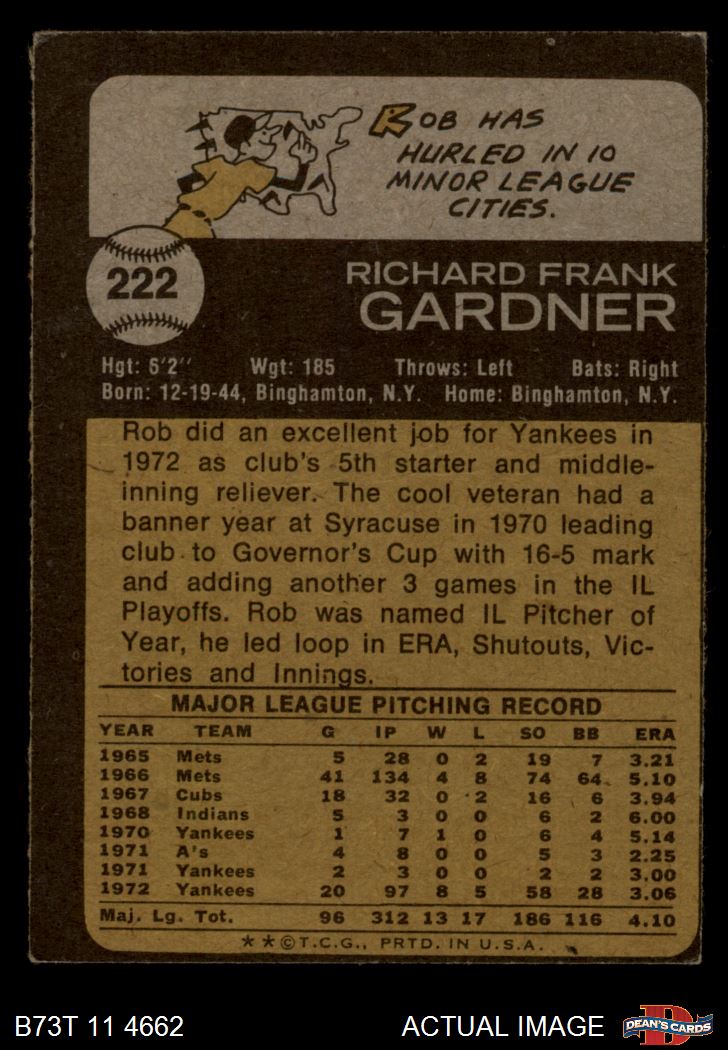 ROB HAS
HURLED IN 10
MINOR LEAGUE
CITIES.
222
RICHARD FRANK
GARDNER
Hgt: 6'2" Wgt: 185 Throws: Left Bats: Right
Born: 12-19-44, Binghamton, N.Y. Home: Binghamton, N.Y.
Rob did an excellent job for Yankees in
1972 as club's 5th starter and middle-
inning reliever. The cool veteran had a
banner year at Syracuse in 1970 leading
club to Governor's Cup with 16-5 mark
and adding another 3 games in the IL
Playoffs. Rob was named IL Pitcher of
Year, he led loop in ERA, Shutouts, Vic-
tories and Innings.
MAJOR LEAGUE PITCHING RECORD
YEAR TEAM G IP W L SO BB ERA
1965 Mets 5 28 0 2 19 7 3.21
1966 Mets 41 134 4 8 74 64 5.10
1967 Cubs 18 32 0 2 16 6 3.94
1968 Indians 5 3 0 0 6 2 6.00
1970 Yankees 1 7 1 0 6 4 5.14
1971 A's 4 8 0 0 5 3 2.25
1971 Yankees 2 3 0 0 2 2 3.00
1972 Yankees 20 97 8 5 58 28 3.06
Maj. Lg. Tot. 96 312 13 17 186 116 4.10
**©T.C.G., PRTD. IN U.S.A.
B73T 11 4662 ACTUAL IMAGE DEAN'S CARDS